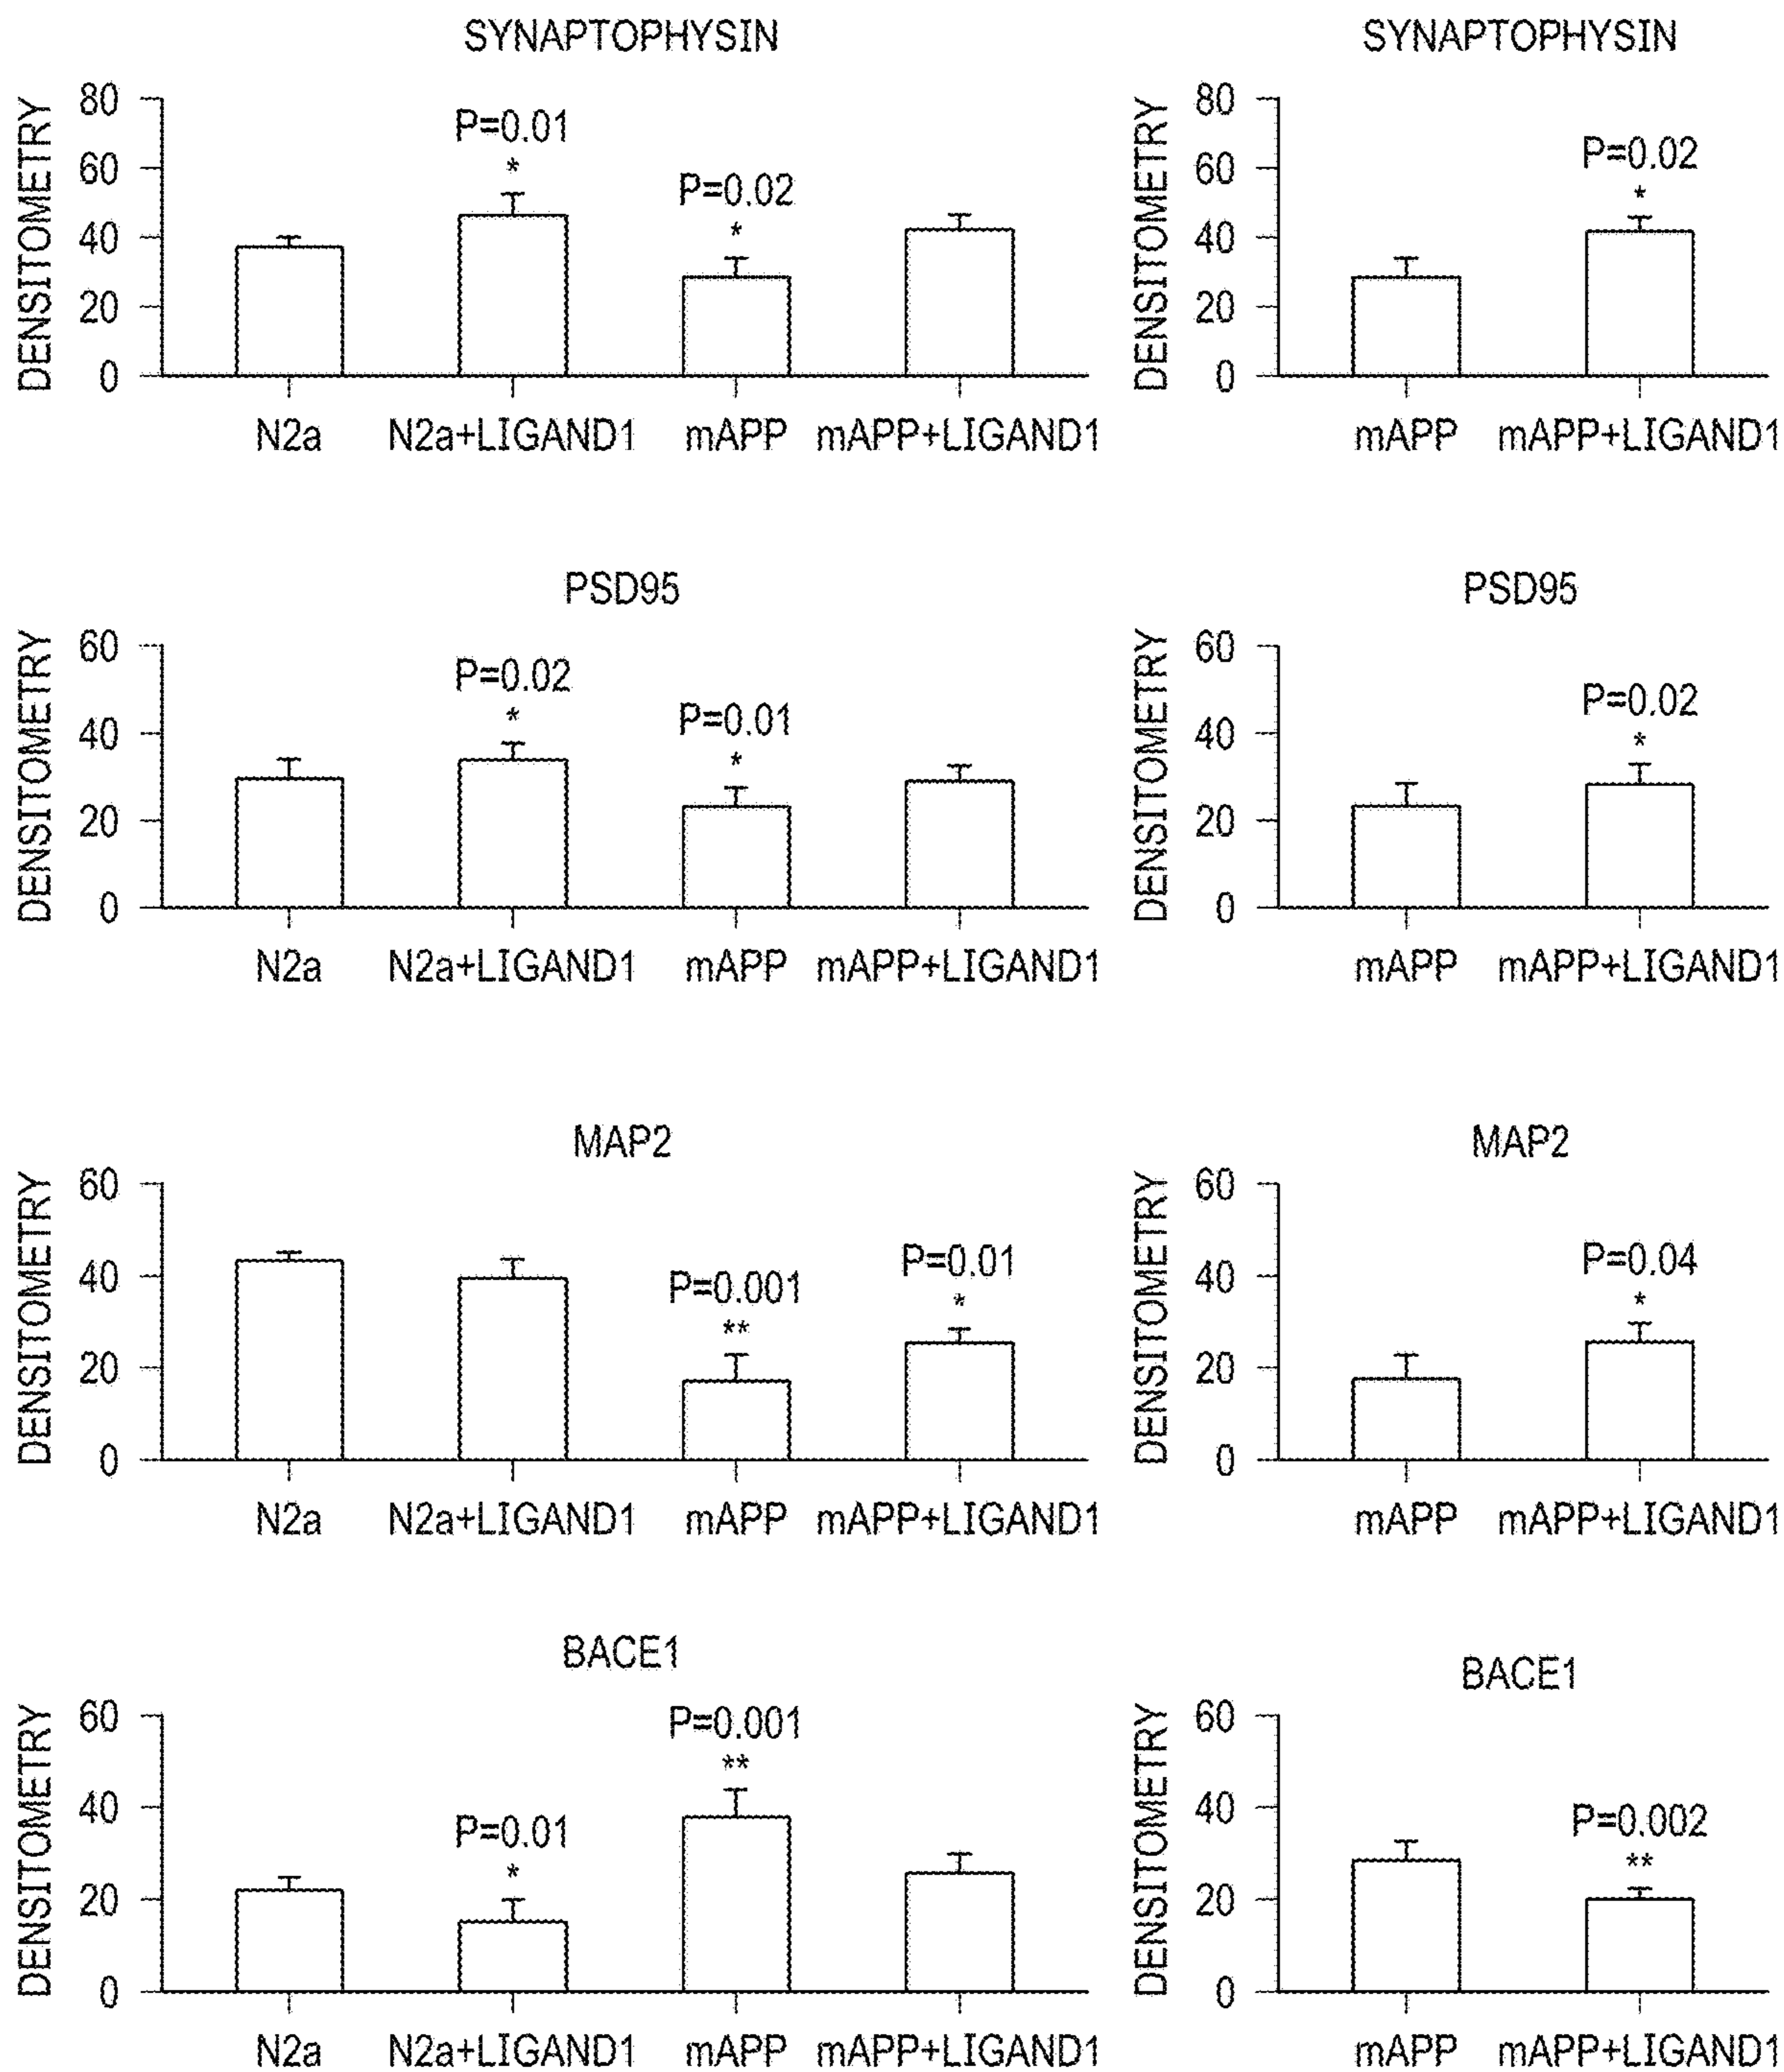 SYNAPTOPHYSIN
DENSITOMETRY
80
60
40
20
0
P=0.01
*
P=0.02
*
N2a N2a+LIGAND1 mAPP mAPP+LIGAND1
SYNAPTOPHYSIN
DENSITOMETRY
80
60
40
20
0
P=0.02
*
mAPP mAPP+LIGAND1
PSD95
DENSITOMETRY
60
40
20
0
P=0.02
*
P=0.01
*
N2a N2a+LIGAND1 mAPP mAPP+LIGAND1
PSD95
DENSITOMETRY
60
40
20
0
P=0.02
*
mAPP mAPP+LIGAND1
MAP2
DENSITOMETRY
60
40
20
0
P=0.001
**
P=0.01
*
N2a N2a+LIGAND1 mAPP mAPP+LIGAND1
MAP2
DENSITOMETRY
60
40
20
0
P=0.04
*
mAPP mAPP+LIGAND1
BACE1
DENSITOMETRY
60
40
20
0
P=0.01
*
P=0.001
**
N2a N2a+LIGAND1 mAPP mAPP+LIGAND1
BACE1
DENSITOMETRY
60
40
20
0
P=0.002
**
mAPP mAPP+LIGAND1